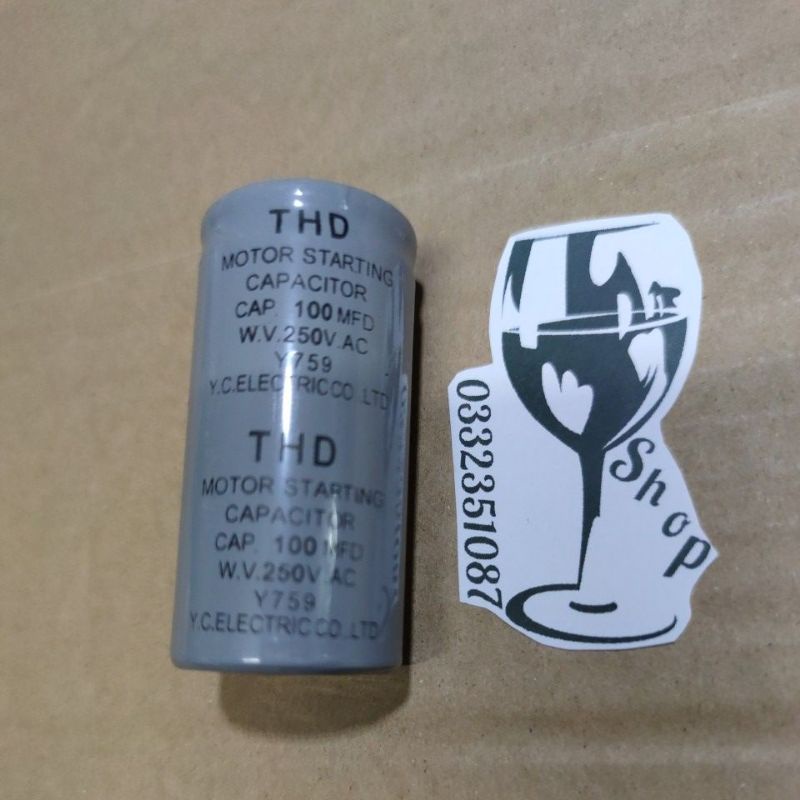 THD
MOTOR STARTING
CAPACITOR
CAP. 100 MFD
W.V.250V.AC
Y759
Y.C.ELECTRIC CO.LTD
THD
MOTOR STARTING
CAPACITOR
CAP. 100 MFD
W.V.250V.AC
Y759
Y.C.ELECTRIC CO.LTD
Shop
0332351087